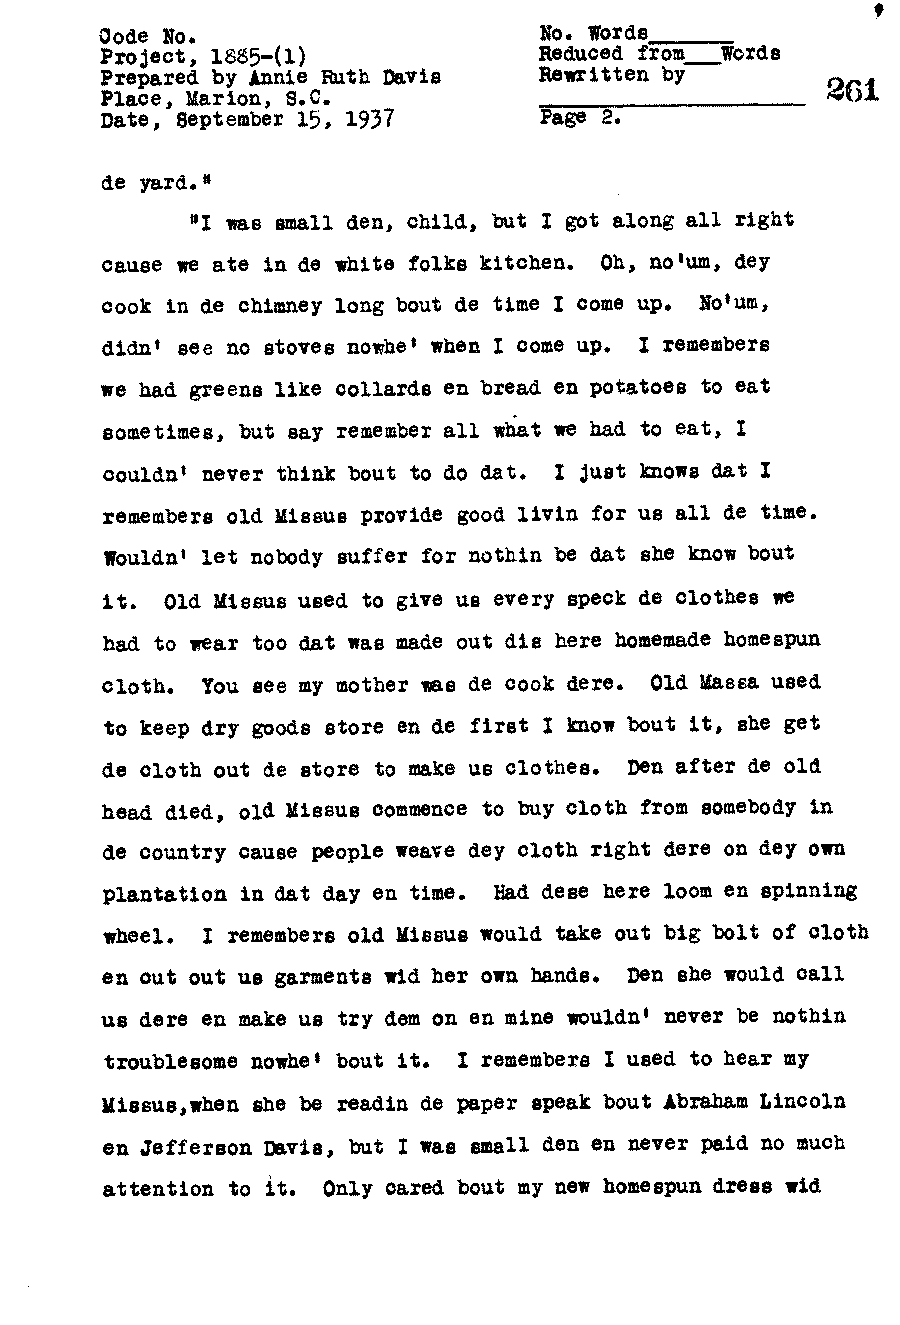 Code No.
Project, 1885-(1)
Prepared by Annie Ruth Davis
Place, Marion, S.C.
Date, September 15, 1937
No. Words
Reduced from Words
Rewritten by
Page 2.
261
de yard."
"I was small den, child, but I got along all right
cause we ate in de white folks kitchen. Oh, no'um, dey
cook in de chimney long bout de time I come up. No'um,
didn' see no stoves nowhe' when I come up. I remembers
we had greens like collards en bread en potatoes to eat
sometimes, but say remember all what we had to eat, I
couldn' never think bout to do dat. I just knows dat I
remembers old Missus provide good livin for us all de time.
Wouldn' let nobody suffer for nothin be dat she know bout
it. Old Missus used to give us every speck de clothes we
had to wear too dat was made out dis here homemade homespun
cloth. You see my mother was de cook dere. Old Massa used
to keep dry goods store en de first I know bout it, she get
de cloth out de store to make us clothes. Den after de old
head died, old Missus commence to buy cloth from somebody in
de country cause people weave dey cloth right dere on dey own
plantation in dat day en time. Had dese here loom en spinning
wheel. I remembers old Missus would take out big bolt of cloth
en cut out us garments wid her own hands. Den she would call
us dere en make us try dem on en mine wouldn' never be nothin
troublesome nowhe' bout it. I remembers I used to hear my
Missus,when she be readin de paper speak bout Abraham Lincoln
en Jefferson Davis, but I was small den en never paid no much
attention to it. Only cared bout my new homespun dress wid